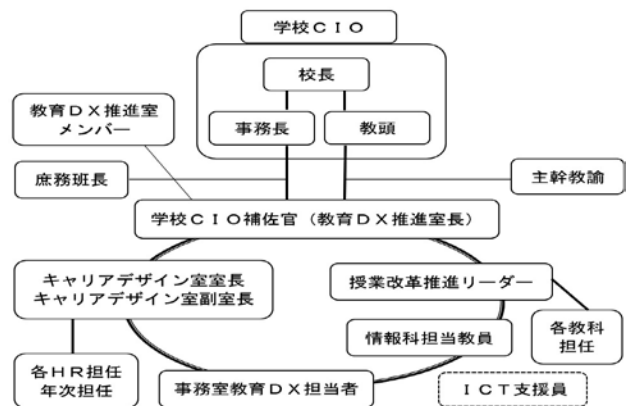 学校ＣＩＯ
校長
教育ＤＸ推進室
メンバー
事務長
教頭
庶務班長
主幹教諭
学校ＣＩＯ補佐官（教育ＤＸ推進室長）
キャリアデザイン室室長
キャリアデザイン室副室長
授業改革推進リーダー
情報科担当教員
各教科
担任
各ＨＲ担任
年次担任
事務室教育ＤＸ担当者
ＩＣＴ支援員